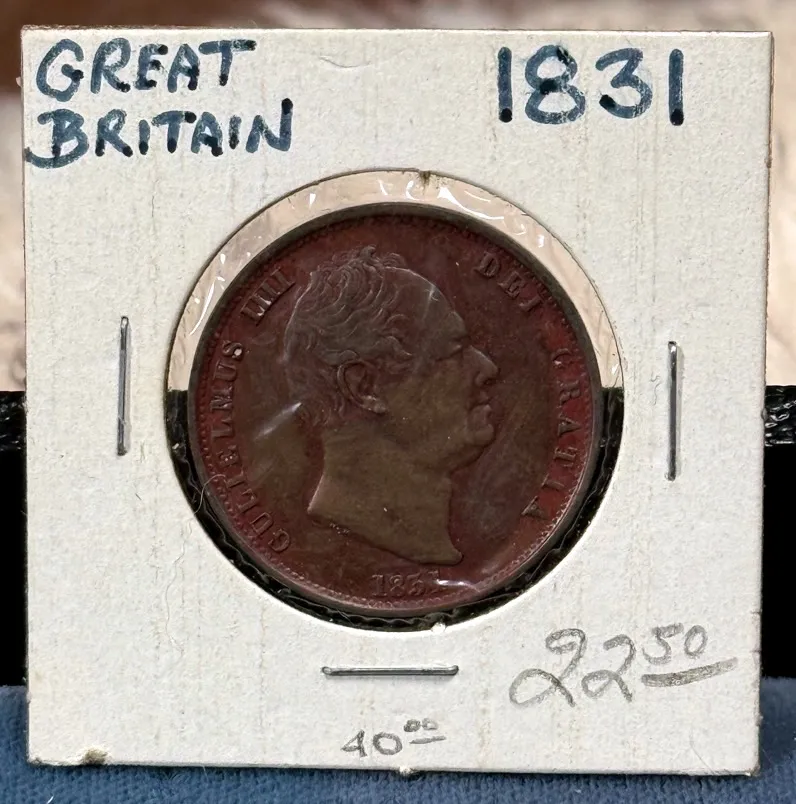 GREAT
BRITAIN
1831
GULIELMUS IIII DEI GRATIA
1831
22.50
40.00